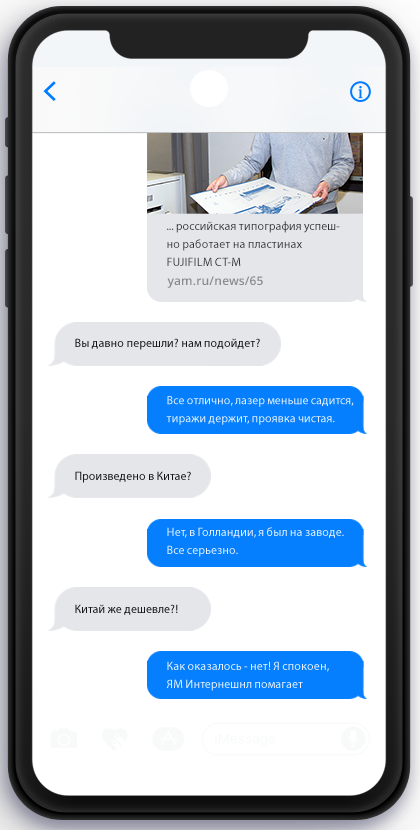 ... российская типография успеш-
но работает на пластинах
FUJIFILM CT-M
yam.ru/news/65
Вы давно перешли? нам подойдет?
Все отлично, лазер меньше садится,
тиражи держит, проявка чистая.
Произведено в Китае?
Нет, в Голландии, я был на заводе.
Все серьезно.
Китай же дешевле?!
Как оказалось - нет! Я спокоен,
ЯМ Интернешнл помагает
iMessage